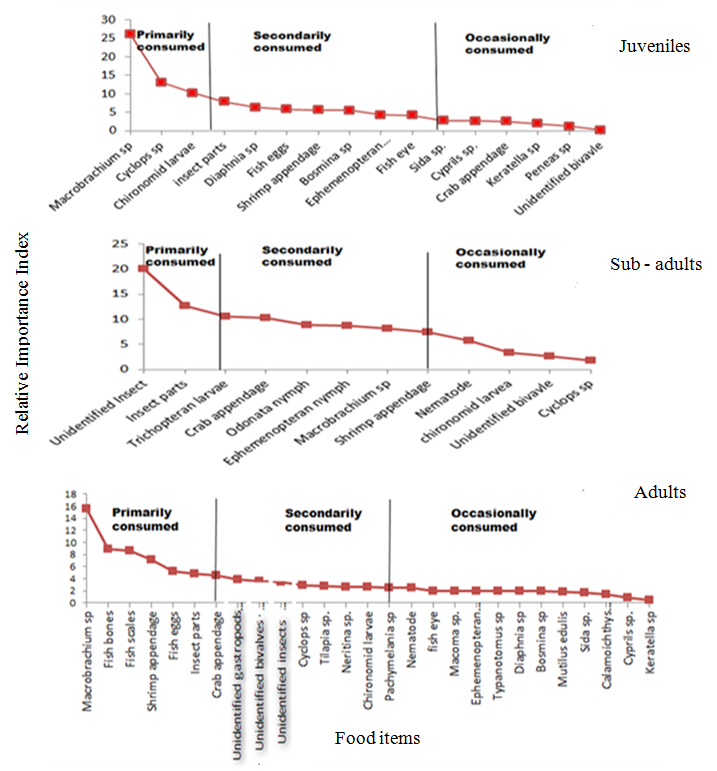 Relative Importance Index
Juveniles
30
25
20
15
10
5
0
Primarily
consumed
Secondarily
consumed
Occasionally
consumed
Macrobrachium sp
Cyclops sp
Chironomid larvae
insect parts
Diaphnia sp
Fish eggs
Shrimp appendage
Bosmina sp
Ephemenopteran...
Fish eye
Sida sp.
Cyprils sp.
Crab appendage
Keratella sp
Peneas sp
Unidentified bivavle
Sub - adults
25
20
15
10
5
0
Primarily
consumed
Secondarily
consumed
Occasionally
consumed
Unidentified Insect
Insect parts
Trichopteran larvae
Crab appendage
Odonata nymph
Ephemenopteran nymph
Macrobrachium sp
Shrimp appendage
Nematode
chironomid larvea
Unidentified bivavle
Cyclops sp
Adults
18
16
14
12
10
8
6
4
2
0
Primarily
consumed
Secondarily
consumed
Occasionally
consumed
Macrobrachium sp
Fish bones
Fish scales
Shrimp appendage
Fish eggs
Insect parts
Crab appendage
Unidentified gastropods
Unidentified bivalves
Unidentified insects
Cyclops sp
Tilapia sp.
Neritina sp.
Chironomid larvae
Pachymelania sp
Nematode
fish eye
Macoma sp.
Ephemenopteran...
Typanotomus sp
Diaphnia sp
Bosmina sp
Mutilus edulis
Sida sp.
Calamoichthys...
Cyprils sp.
Keratella sp
Food items